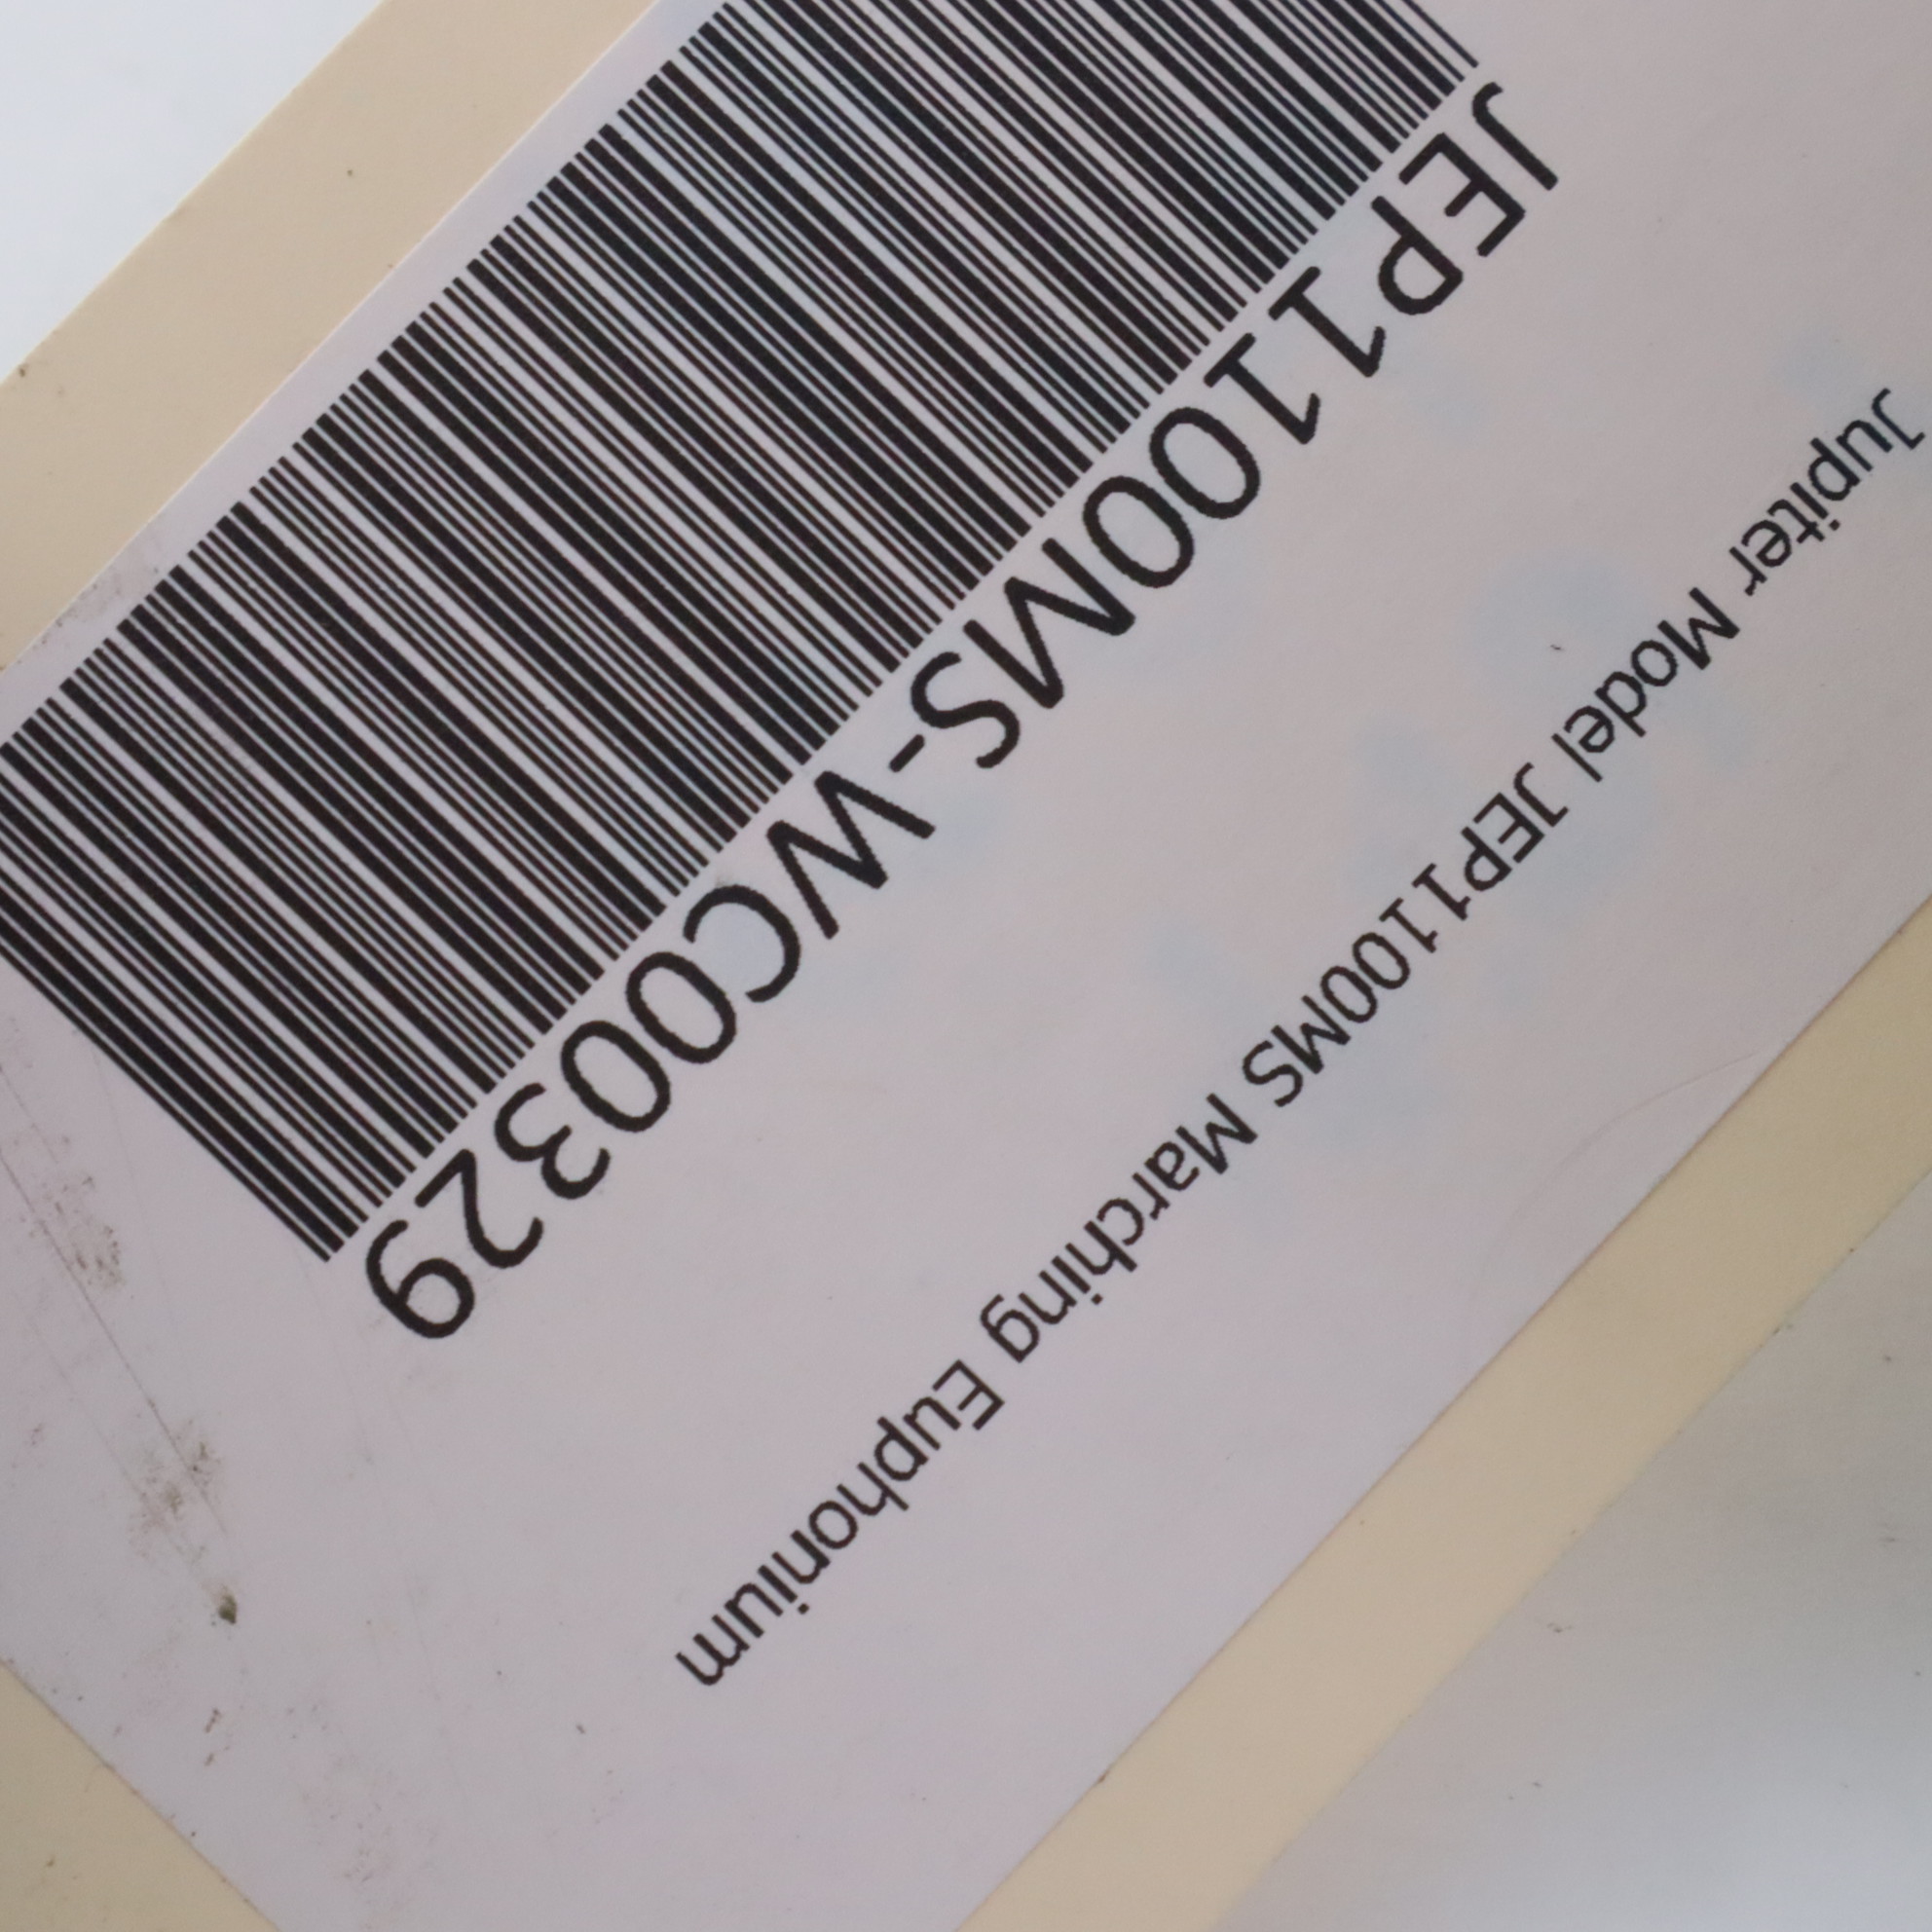 JEP1100MS-WC00329
Jupiter Model JEP1100MS Marching Euphonium